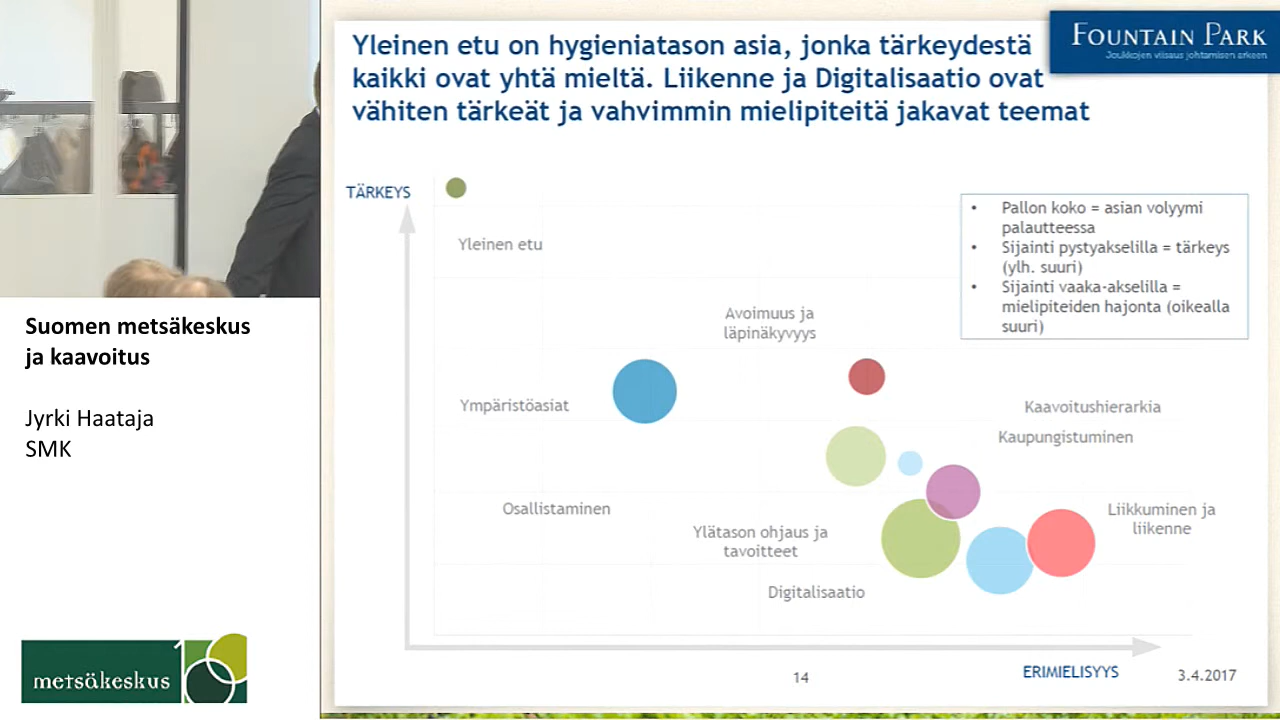 Yleinen etu on hygieniatason asia, jonka tärkeydestä
kaikki ovat yhtä mieltä. Liikenne ja Digitalisaatio ovat
vähiten tärkeät ja vahvimmin mielipiteitä jakavat teemat
FOUNTAIN PARK
Joukkojen viisaus johtamisen arkeen
TÄRKEYS
• Pallon koko = asian volyymi
palautteessa
• Sijainti pystyakselilla = tärkeys
(ylh. suuri)
• Sijainti vaaka-akselilla =
mielipiteiden hajonta (oikealla
suuri)
Yleinen etu
Avoimuus ja
läpinäkyvyys
Ympäristöasiat
Kaavoitushierarkia
Kaupungistuminen
Osallistaminen
Ylätason ohjaus ja
tavoitteet
Liikkuminen ja
liikenne
Digitalisaatio
ERIMIELISYYS
14
3.4.2017
Suomen metsäkeskus
ja kaavoitus
Jyrki Haataja
SMK
metsäkeskus